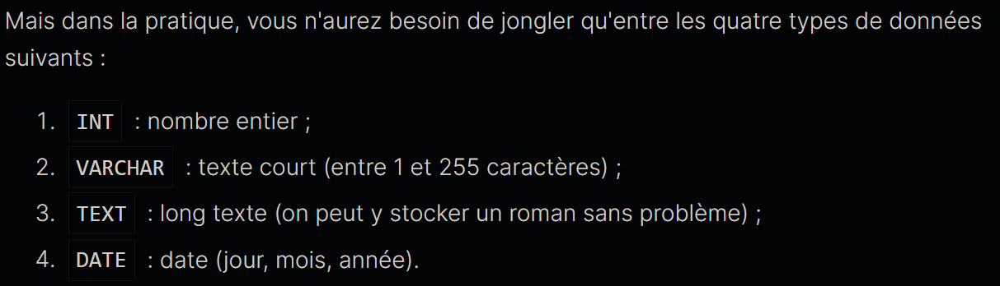 Mais dans la pratique, vous n'aurez besoin de jongler qu'entre les quatre types de données
suivants :
1. INT : nombre entier ;
2. VARCHAR : texte court (entre 1 et 255 caractères) ;
3. TEXT : long texte (on peut y stocker un roman sans problème) ;
4. DATE : date (jour, mois, année).